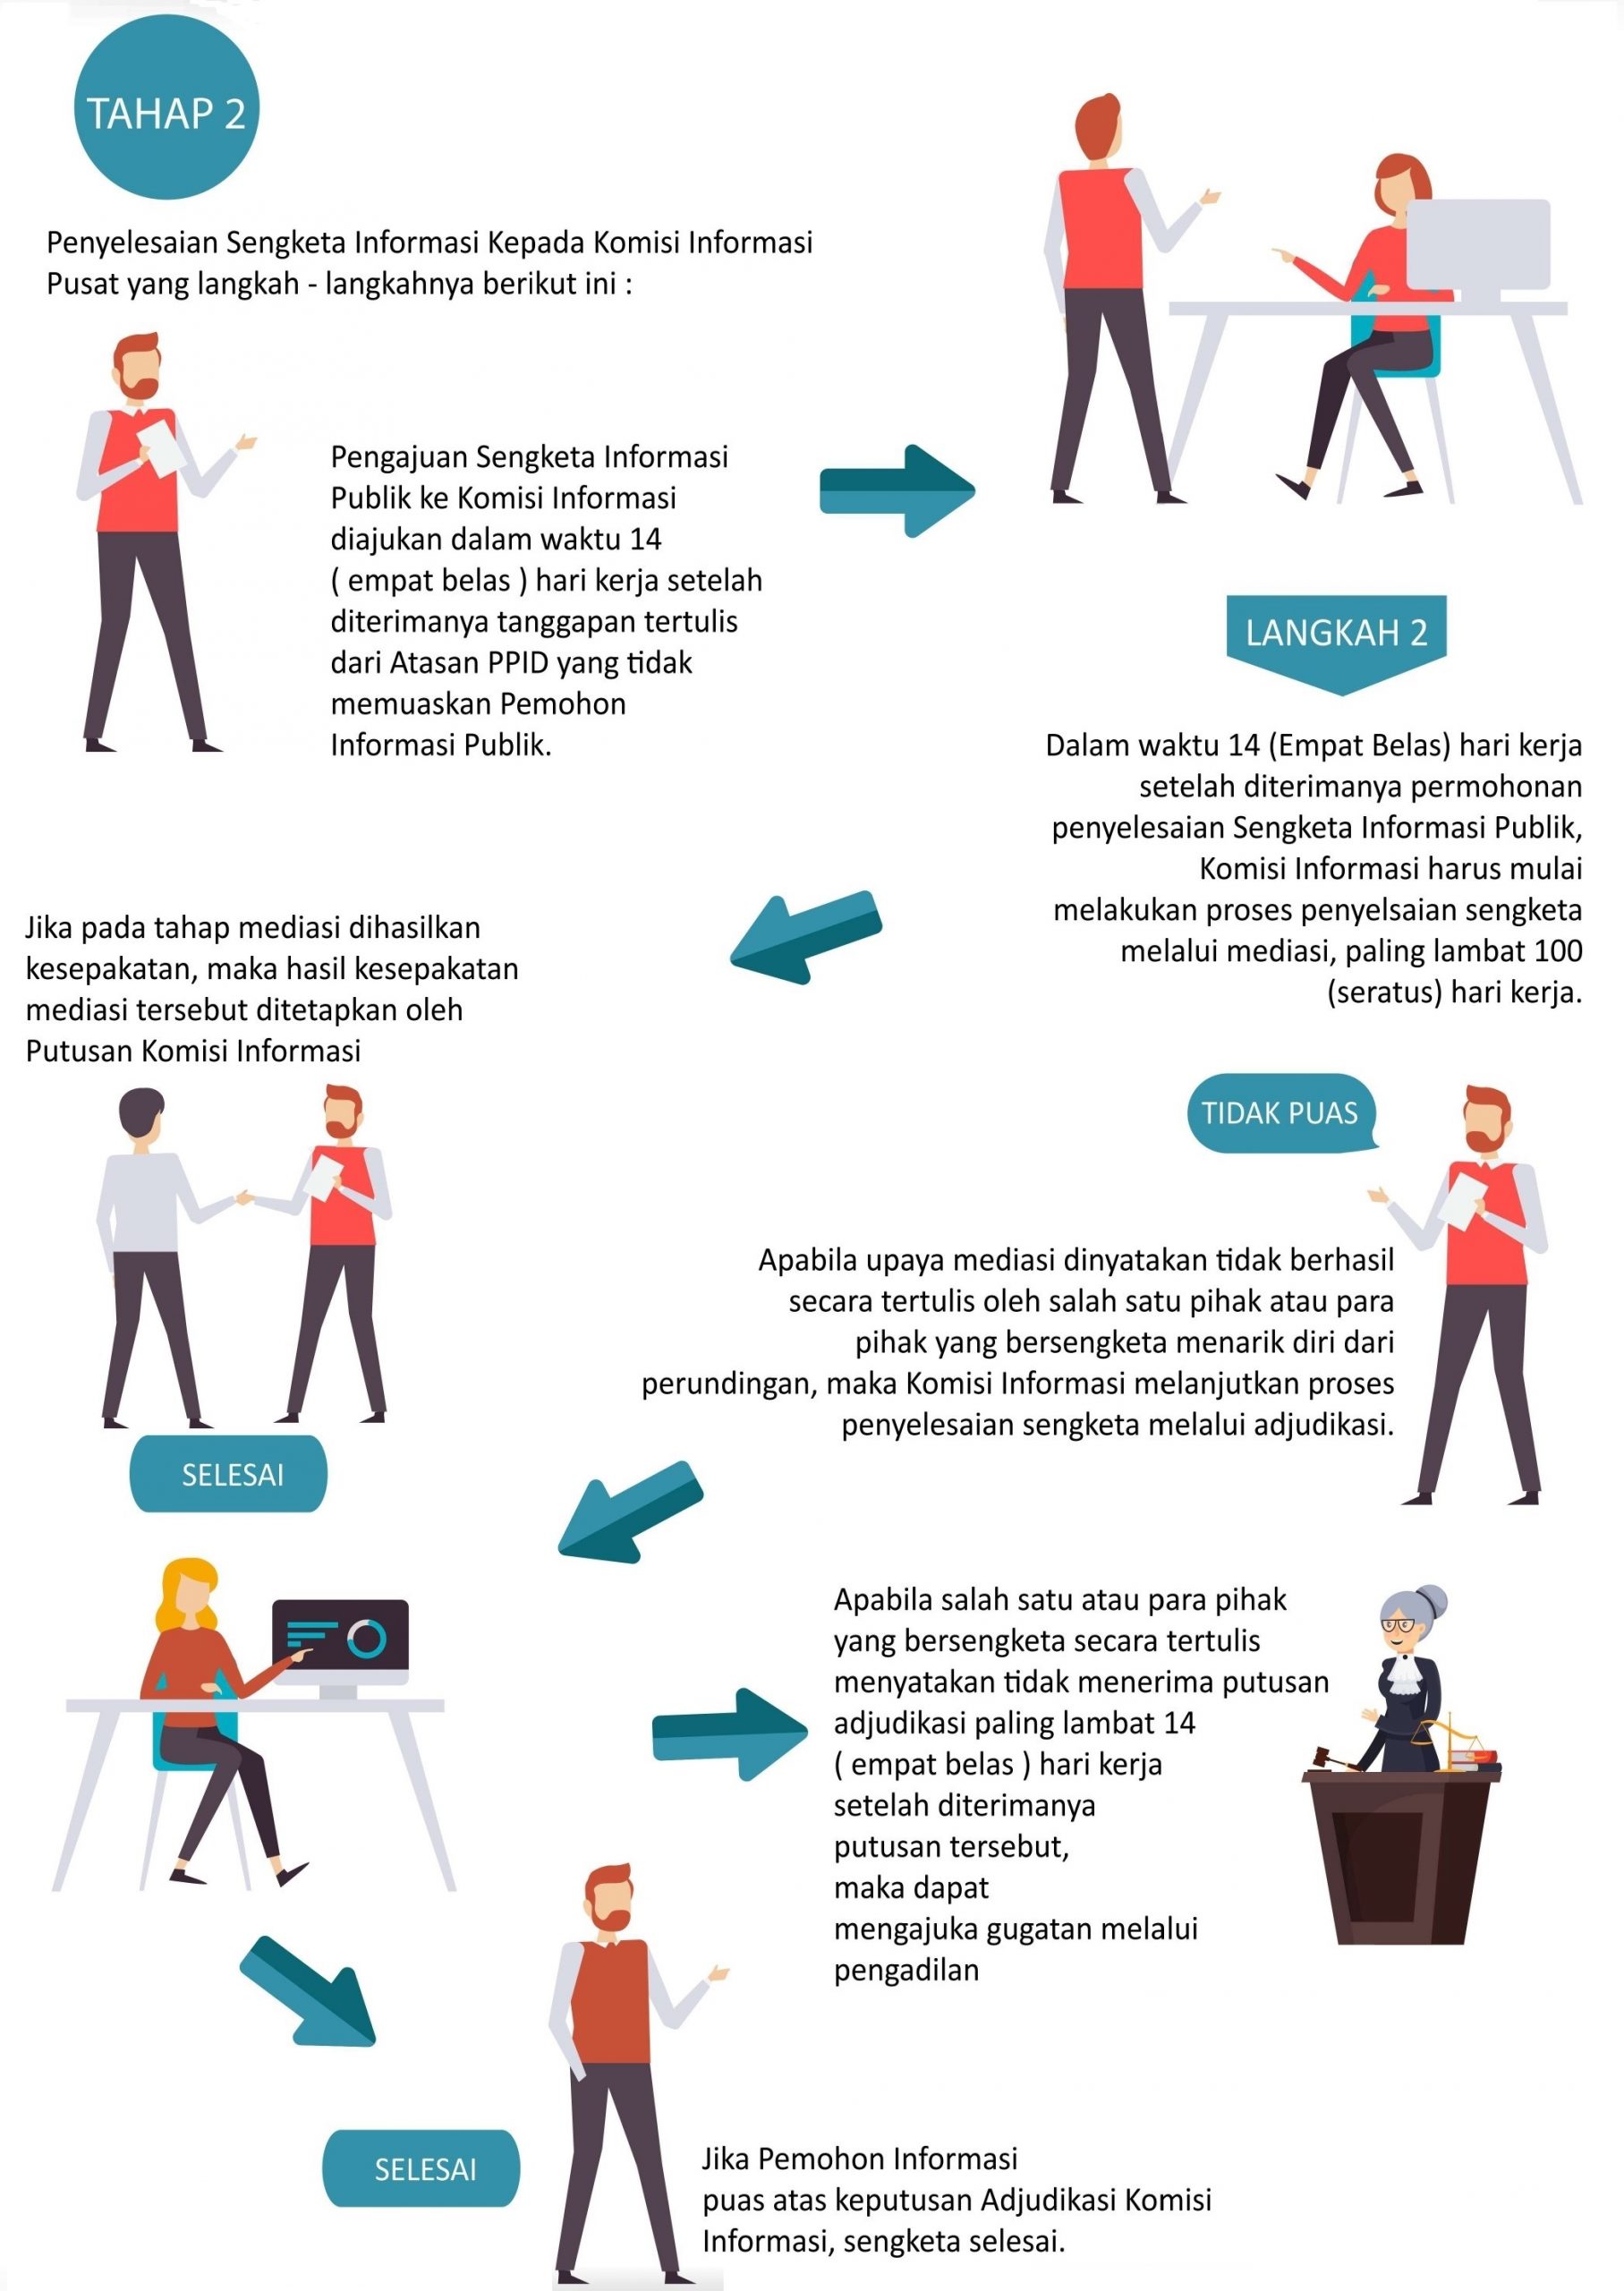 TAHAP 2
Penyelesaian Sengketa Informasi Kepada Komisi Informasi
Pusat yang langkah - langkahnya berikut ini :
Pengajuan Sengketa Informasi
Publik ke Komisi Informasi
diajukan dalam waktu 14
( empat belas ) hari kerja setelah
diterimanya tanggapan tertulis
dari Atasan PPID yang tidak
memuaskan Pemohon
Informasi Publik.
LANGKAH 2
Dalam waktu 14 (Empat Belas) hari kerja
setelah diterimanya permohonan
penyelesaian Sengketa Informasi Publik,
Komisi Informasi harus mulai
melakukan proses penyelsaian sengketa
melalui mediasi, paling lambat 100
(seratus) hari kerja.
Jika pada tahap mediasi dihasilkan
kesepakatan, maka hasil kesepakatan
mediasi tersebut ditetapkan oleh
Putusan Komisi Informasi
SELESAI
TIDAK PUAS
Apabila upaya mediasi dinyatakan tidak berhasil
secara tertulis oleh salah satu pihak atau para
pihak yang bersengketa menarik diri dari
perundingan, maka Komisi Informasi melanjutkan proses
penyelesaian sengketa melalui adjudikasi.
Apabila salah satu atau para pihak
yang bersengketa secara tertulis
menyatakan tidak menerima putusan
adjudikasi paling lambat 14
( empat belas ) hari kerja
setelah diterimanya
putusan tersebut,
maka dapat
mengajuka gugatan melalui
pengadilan
SELESAI
Jika Pemohon Informasi
puas atas keputusan Adjudikasi Komisi
Informasi, sengketa selesai.